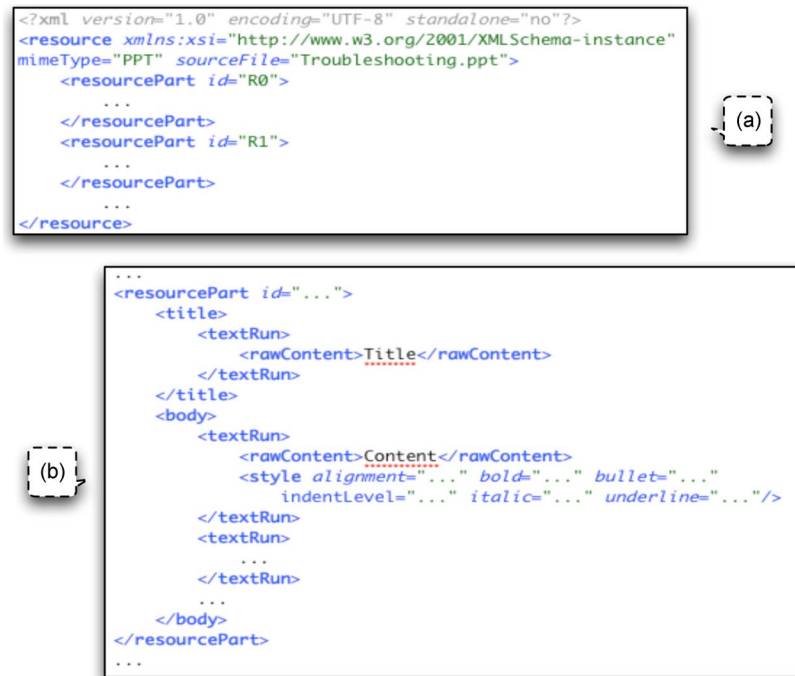 <?xml version="1.0" encoding="UTF-8" standalone="no"?>
<resource xmlns:xsi="http://www.w3.org/2001/XMLSchema-instance"
mimeType="PPT" sourceFile="Troubleshooting.ppt">
<resourcePart id="R0">
...
</resourcePart>
<resourcePart id="R1">
...
</resourcePart>
...
</resource>
(a)
...
<resourcePart id="...">
<title>
<textRun>
<rawContent>Title</rawContent>
</textRun>
</title>
<body>
<textRun>
<rawContent>Content</rawContent>
<style alignment="..." bold="..." bullet="..."
indentLevel="..." italic="..." underline="..."/>
</textRun>
<textRun>
...
</textRun>
...
</body>
</resourcePart>
...
(b)